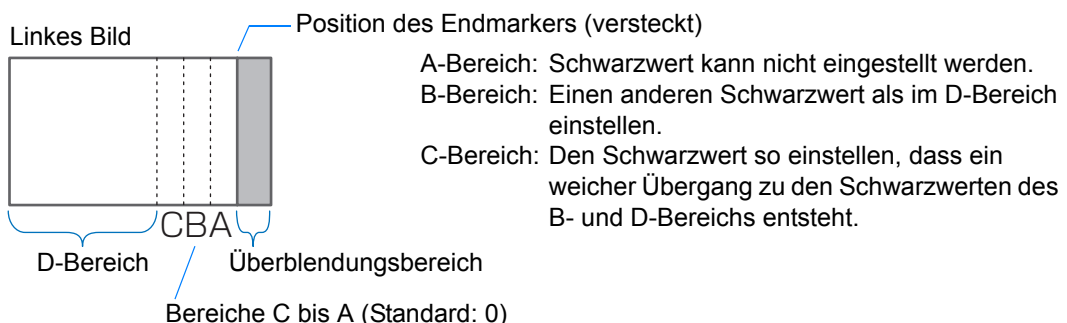 Position des Endmarkers (versteckt)
Linkes Bild
A-Bereich: Schwarzwert kann nicht eingestellt werden.
B-Bereich: Einen anderen Schwarzwert als im D-Bereich
einstellen.
C-Bereich: Den Schwarzwert so einstellen, dass ein
weicher Übergang zu den Schwarzwerten des
B- und D-Bereichs entsteht.
CBA
D-Bereich
Überblendungsbereich
Bereiche C bis A (Standard: 0)